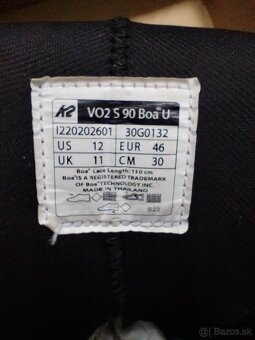 K2 VO2 S 90 Boa® U
I220202601 30G0132
US 12 EUR 46
UK 11 CM 30
Boa® Lace Length: 130 cm
Boa® IS A REGISTERED TRADEMARK
OF Boa® TECHNOLOGY INC.
MADE IN THAILAND
© Bazos.sk